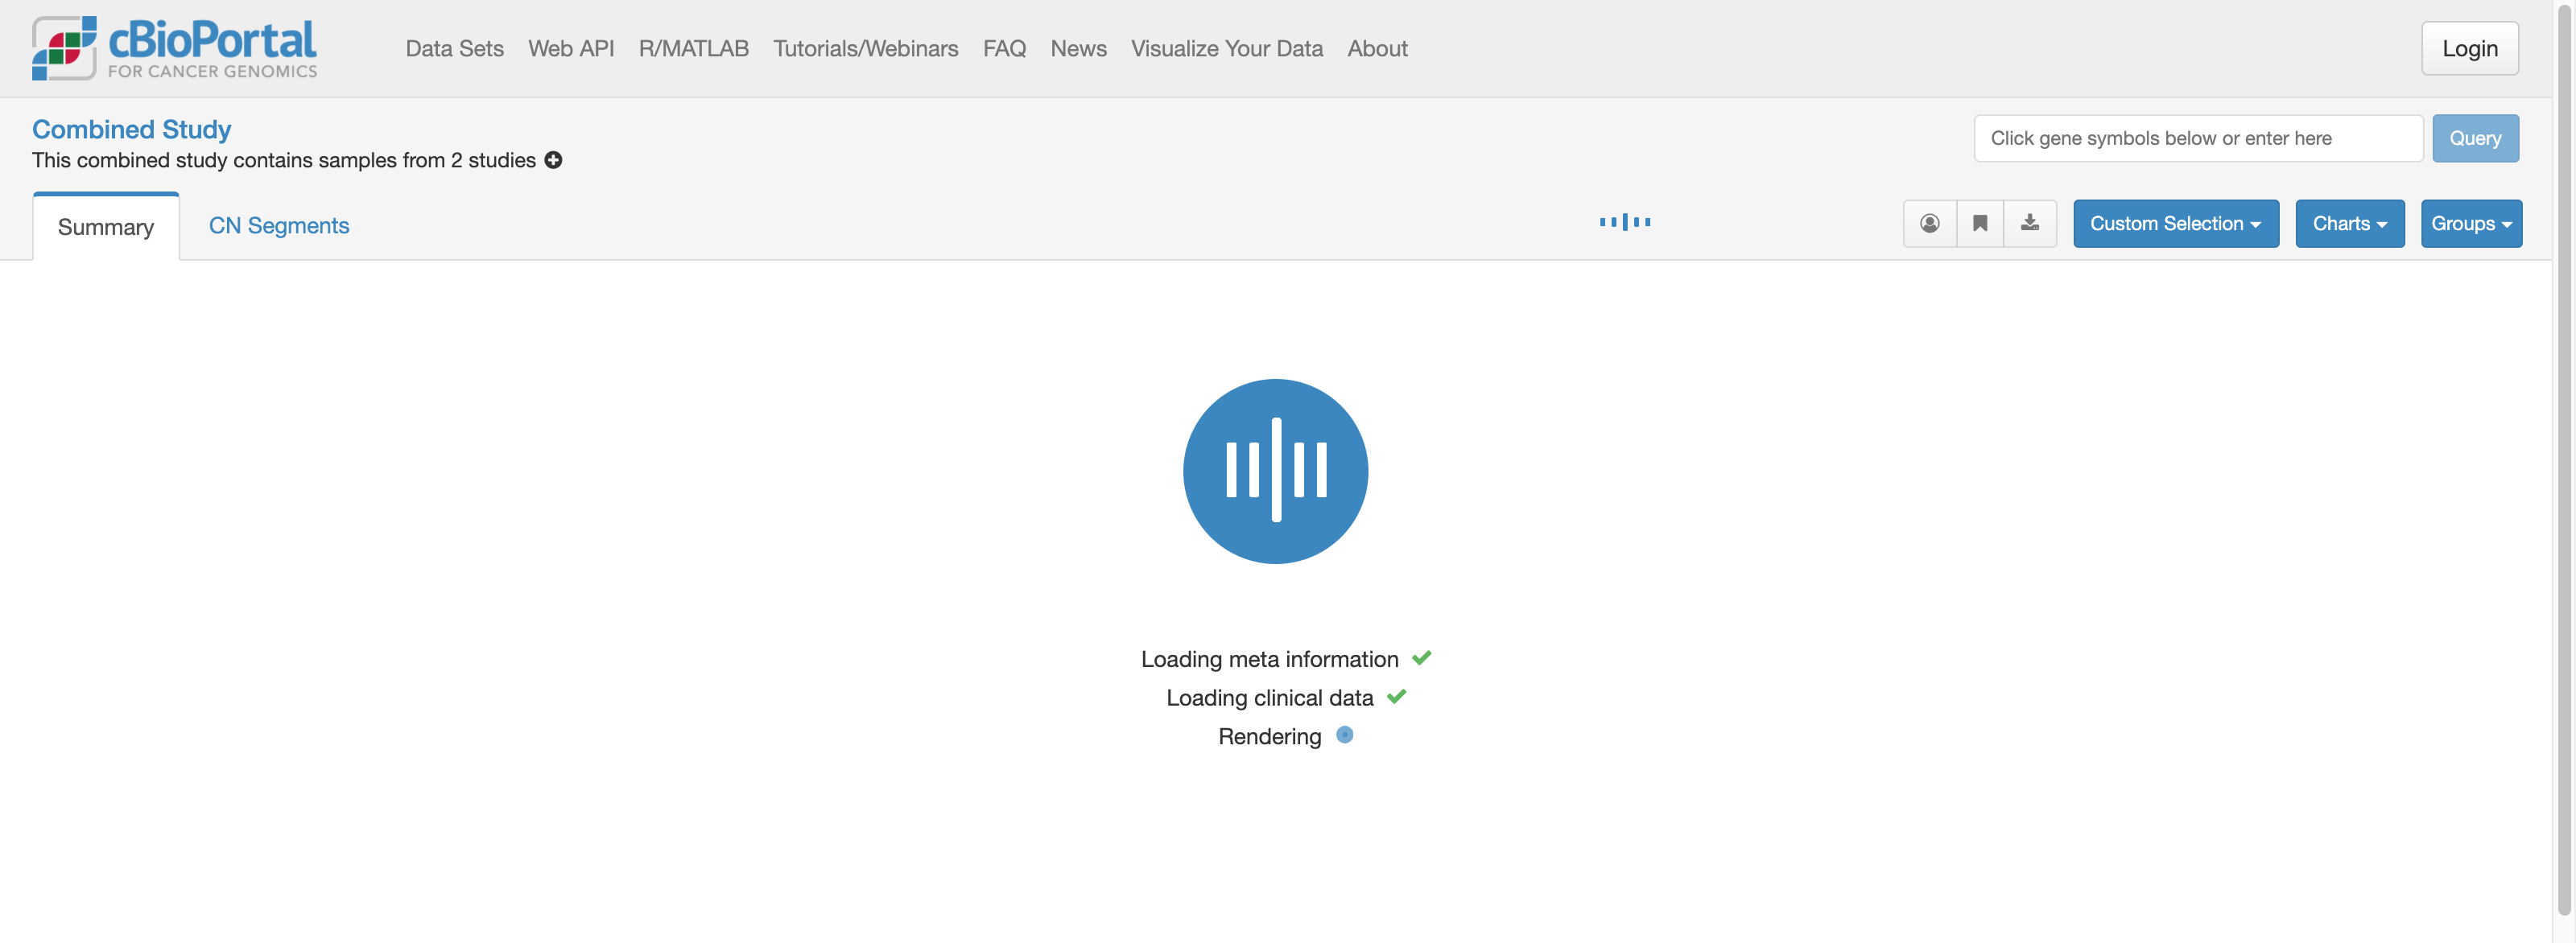 cBioPortal
FOR CANCER GENOMICS
Data Sets Web API R/MATLAB Tutorials/Webinars FAQ News Visualize Your Data About
Login
Combined Study
This combined study contains samples from 2 studies
Click gene symbols below or enter here
Query
Summary
CN Segments
Custom Selection
Charts
Groups
Loading meta information
Loading clinical data
Rendering